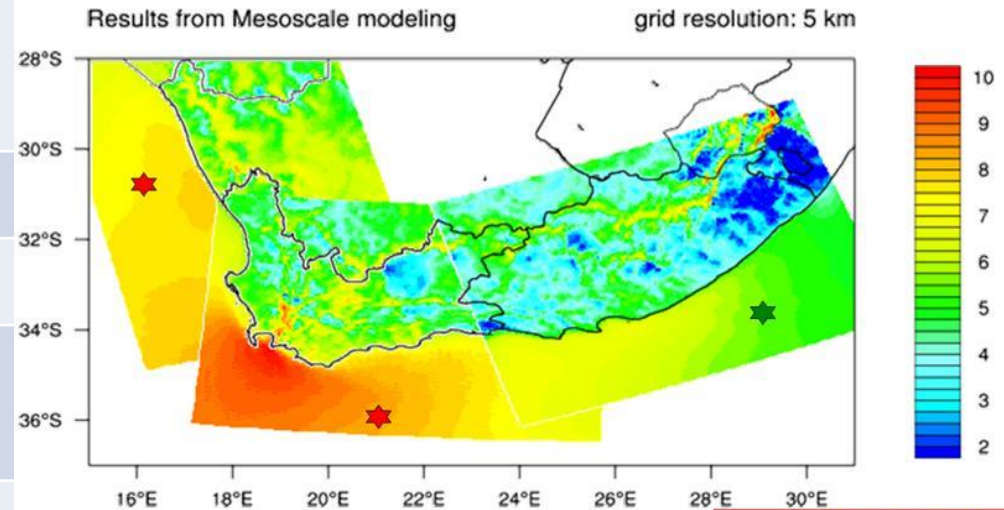 Results from Mesoscale modeling grid resolution: 5 km
28°S
30°S
32°S
34°S
36°S
16°E 18°E 20°E 22°E 24°E 26°E 28°E 30°E
10
9
8
7
6
5
4
3
2